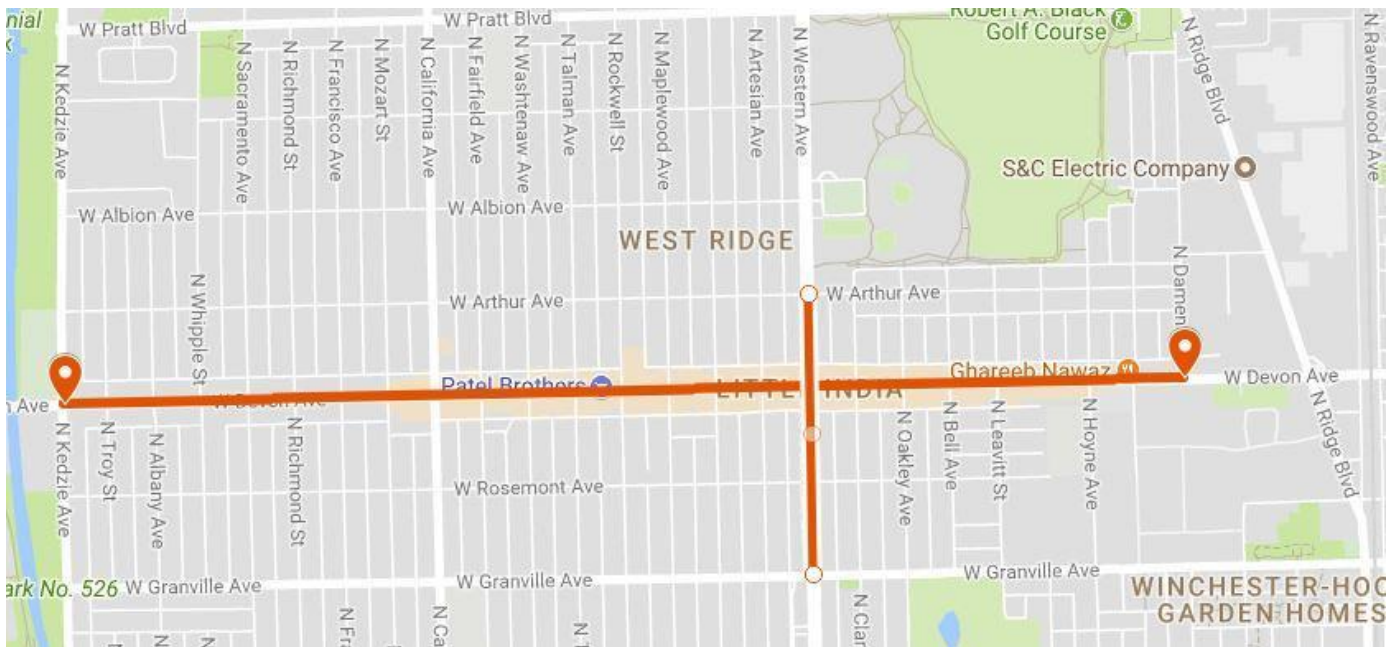 nial
W Pratt Blvd
W Pratt Blvd
Robert A. Black
Golf Course
N Kedzie Ave
N Sacramento Ave
N Richmond St
N Francisco Ave
N Mozart St
N California Ave
N Fairfield Ave
N Washtenaw Ave
N Talman Ave
N Rockwell St
N Maplewood Ave
N Artesian Ave
N Western Ave
N Ridge Blvd
N Ravenswood Ave
S&C Electric Company
W Albion Ave
W Albion Ave
WEST RIDGE
N Whipple St
W Arthur Ave
W Arthur Ave
N Damen
Patel Brothers
Ghareeb Nawaz
LITTLE INDIA
n Ave
W Devon Ave
W Devon Ave
N Kedzie Ave
N Troy St
N Albany Ave
N Richmond St
N Oakley Ave
N Bell Ave
N Leavitt St
N Hoyne Ave
N Ridge Blvd
W Rosemont Ave
ark No. 526
W Granville Ave
W Granville Ave
W Granville Ave
WINCHESTER-HOO
GARDEN HOMES
N Fra
N Ca
N T
N Clar
N
N